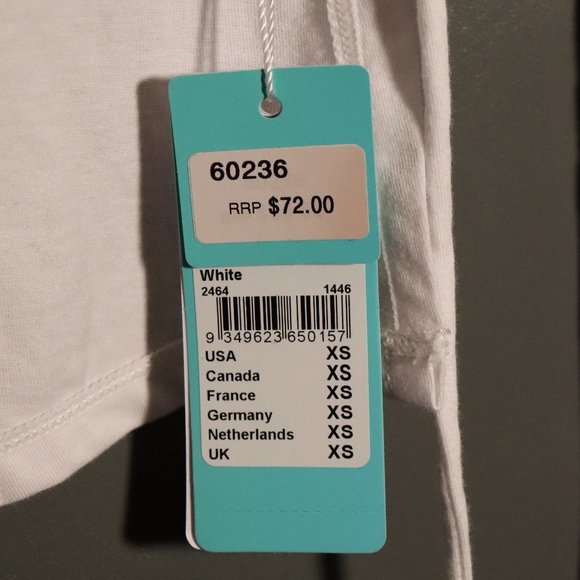 60236
RRP $72.00
White
2464 1446
9 349623 650157
USA XS
Canada XS
France XS
Germany XS
Netherlands XS
UK XS